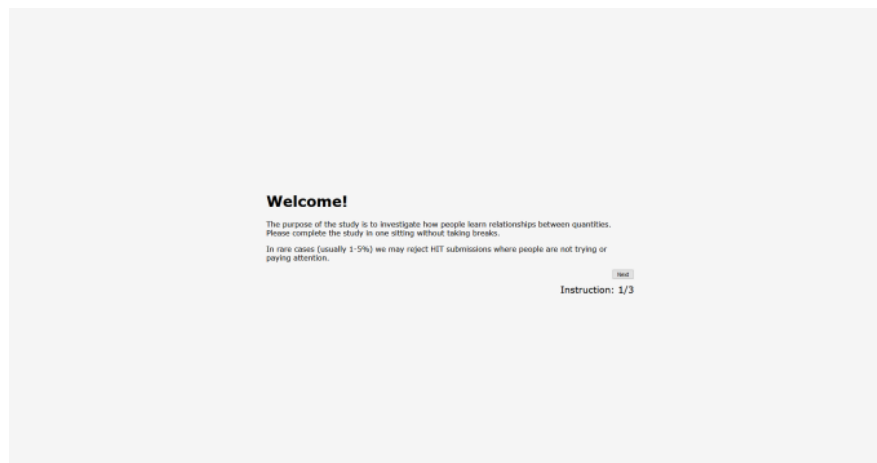 Welcome!
The purpose of the study is to investigate how people learn relationships between quantities.
Please complete the study in one sitting without taking breaks.
In rare cases (usually 1-5%) we may reject HIT submissions where people are not trying or
paying attention.
Next
Instruction: 1/3